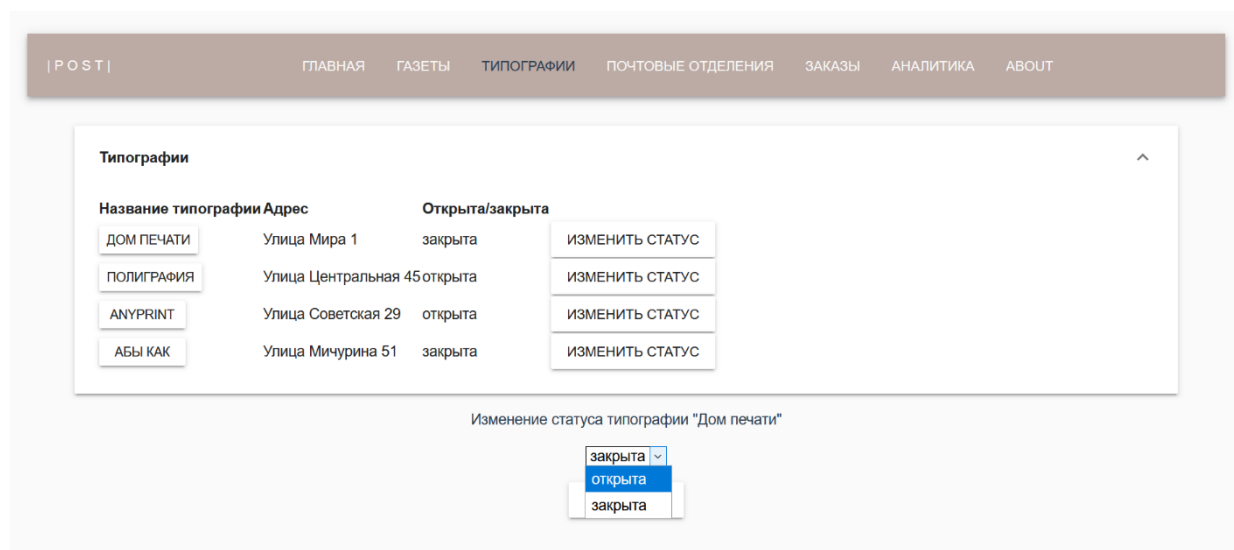 |POST| ГЛАВНАЯ ГАЗЕТЫ ТИПОГРАФИИ ПОЧТОВЫЕ ОТДЕЛЕНИЯ ЗАКАЗЫ АНАЛИТИКА ABOUT
Типографии
Название типографии Адрес Открыта/закрыта
ДОМ ПЕЧАТИ Улица Мира 1 закрыта ИЗМЕНИТЬ СТАТУС
ПОЛИГРАФИЯ Улица Центральная 45 открыта ИЗМЕНИТЬ СТАТУС
ANYPRINT Улица Советская 29 открыта ИЗМЕНИТЬ СТАТУС
АБЫ КАК Улица Мичурина 51 закрыта ИЗМЕНИТЬ СТАТУС
Изменение статуса типографии "Дом печати"
закрыта
открыта
закрыта